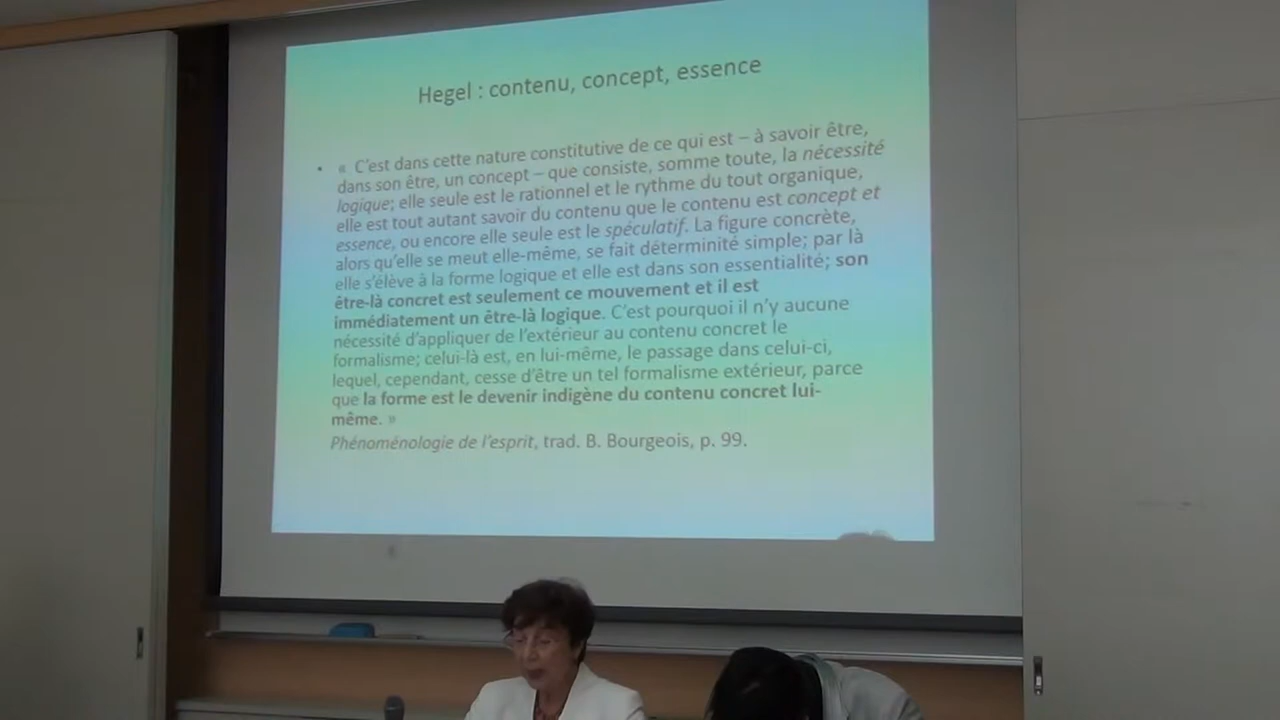 Hegel : contenu, concept, essence
• « C'est dans cette nature constitutive de ce qui est – à savoir être,
dans son être, un concept – que consiste, somme toute, la nécessité
logique; elle seule est le rationnel et le rythme du tout organique,
elle est tout autant savoir du contenu que le contenu est concept et
essence, ou encore elle seule est le spéculatif. La figure concrète,
alors qu'elle se meut elle-même, se fait déterminité simple; par là
elle s'élève à la forme logique et elle est dans son essentialité; son
être-là concret est seulement ce mouvement et il est
immédiatement un être-là logique. C'est pourquoi il n'y aucune
nécessité d'appliquer de l'extérieur au contenu concret le
formalisme; celui-là est, en lui-même, le passage dans celui-ci,
lequel, cependant, cesse d'être un tel formalisme extérieur, parce
que la forme est le devenir indigène du contenu concret lui-
même. »
Phénoménologie de l'esprit, trad. B. Bourgeois, p. 99.